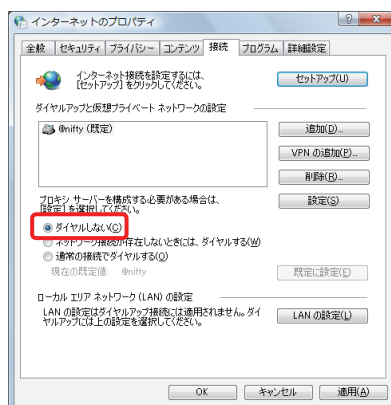 インターネットのプロパティ
全般 セキュリティ プライバシー コンテンツ 接続 プログラム 詳細設定
インターネット接続を設定するには、
[セットアップ] をクリックしてください。
セットアップ(U)
ダイヤルアップと仮想プライベート ネットワークの設定
@nifty (既定)
追加(D)...
VPN の追加(P)...
削除(R)...
プロキシ サーバーを構成する必要がある場合は、
[設定] を選択してください。
設定(S)
ダイヤルしない(C)
ネットワーク接続が存在しないときには、ダイヤルする(W)
通常の接続でダイヤルする(O)
現在の既定値: @nifty
既定に設定(E)
ローカル エリア ネットワーク (LAN) の設定
LAN の設定はダイヤルアップ接続には適用されません。ダイ
ヤルアップには上の設定を選択してください。
LAN の設定(L)
OK キャンセル 適用(A)